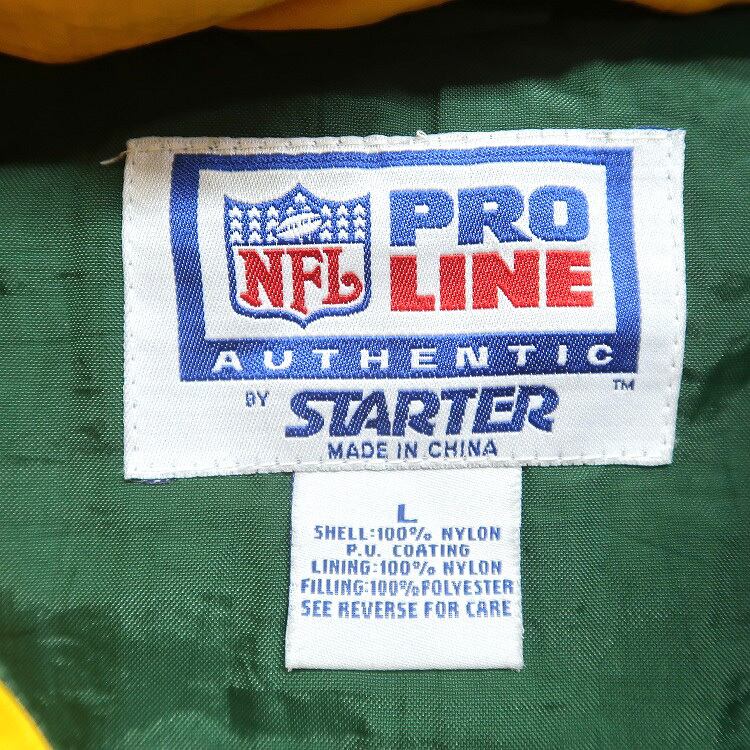 NFL
PRO
LINE
AUTHENTIC
BY STARTER ™
MADE IN CHINA
L
SHELL:100% NYLON
P.U. COATING
LINING:100% NYLON
FILLING:100% POLYESTER
SEE REVERSE FOR CARE